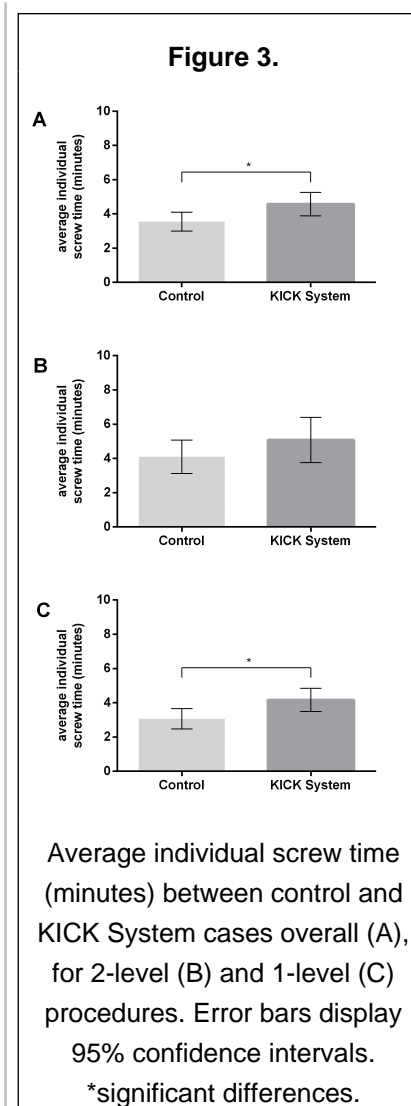 Figure 3.
A
average individual
screw time (minutes)
10
8
6
4
2
0
*
Control KICK System
B
average individual
screw time (minutes)
10
8
6
4
2
0
Control KICK System
C
average individual
screw time (minutes)
10
8
6
4
2
0
*
Control KICK System
Average individual screw time
(minutes) between control and
KICK System cases overall (A),
for 2-level (B) and 1-level (C)
procedures. Error bars display
95% confidence intervals.
*significant differences.